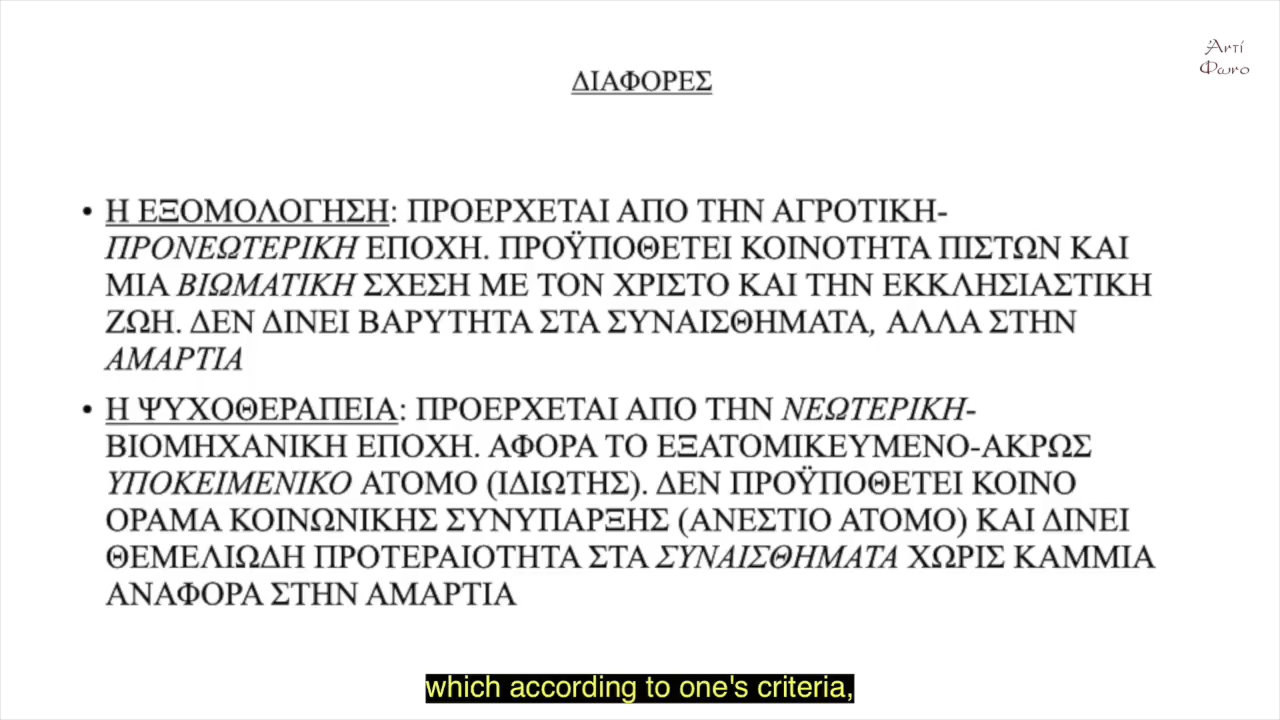 Ἀντί
Φωνο
ΔΙΑΦΟΡΕΣ
• Η ΕΞΟΜΟΛΟΓΗΣΗ: ΠΡΟΕΡΧΕΤΑΙ ΑΠΟ ΤΗΝ ΑΓΡΟΤΙΚΗ-
ΠΡΟΝΕΩΤΕΡΙΚΗ ΕΠΟΧΗ. ΠΡΟΫΠΟΘΕΤΕΙ ΚΟΙΝΟΤΗΤΑ ΠΙΣΤΩΝ ΚΑΙ
ΜΙΑ ΒΙΩΜΑΤΙΚΗ ΣΧΕΣΗ ΜΕ ΤΟΝ ΧΡΙΣΤΟ ΚΑΙ ΤΗΝ ΕΚΚΛΗΣΙΑΣΤΙΚΗ
ΖΩΗ. ΔΕΝ ΔΙΝΕΙ ΒΑΡΥΤΗΤΑ ΣΤΑ ΣΥΝΑΙΣΘΗΜΑΤΑ, ΑΛΛΑ ΣΤΗΝ
ΑΜΑΡΤΙΑ
• Η ΨΥΧΟΘΕΡΑΠΕΙΑ: ΠΡΟΕΡΧΕΤΑΙ ΑΠΟ ΤΗΝ ΝΕΩΤΕΡΙΚΗ-
ΒΙΟΜΗΧΑΝΙΚΗ ΕΠΟΧΗ. ΑΦΟΡΑ ΤΟ ΕΞΑΤΟΜΙΚΕΥΜΕΝΟ-ΑΚΡΩΣ
ΥΠΟΚΕΙΜΕΝΙΚΟ ΑΤΟΜΟ (ΙΔΙΩΤΗΣ). ΔΕΝ ΠΡΟΫΠΟΘΕΤΕΙ ΚΟΙΝΟ
ΟΡΑΜΑ ΚΟΙΝΩΝΙΚΗΣ ΣΥΝΥΠΑΡΞΗΣ (ΑΝΕΣΤΙΟ ΑΤΟΜΟ) ΚΑΙ ΔΙΝΕΙ
ΘΕΜΕΛΙΩΔΗ ΠΡΟΤΕΡΑΙΟΤΗΤΑ ΣΤΑ ΣΥΝΑΙΣΘΗΜΑΤΑ ΧΩΡΙΣ ΚΑΜΜΙΑ
ΑΝΑΦΟΡΑ ΣΤΗΝ ΑΜΑΡΤΙΑ
which according to one's criteria,